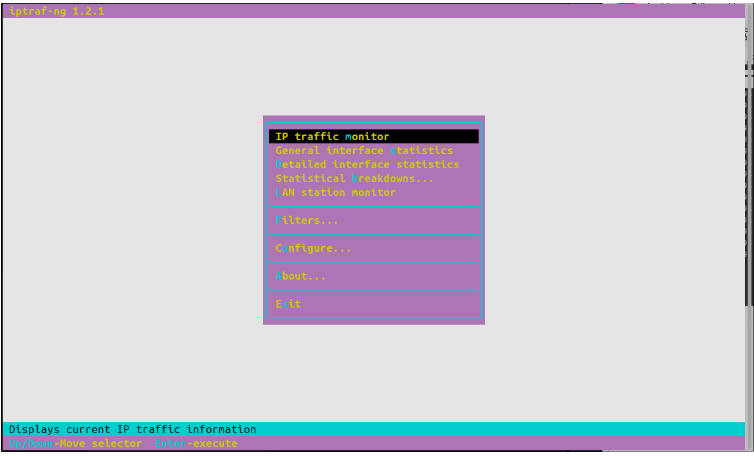 iptraf-ng 1.2.1
IP traffic monitor
General interface statistics
Detailed interface statistics
Statistical breakdowns...
LAN station monitor
Filters...
Configure...
About...
Exit
Displays current IP traffic information
Up/Down-Move selector Enter-execute